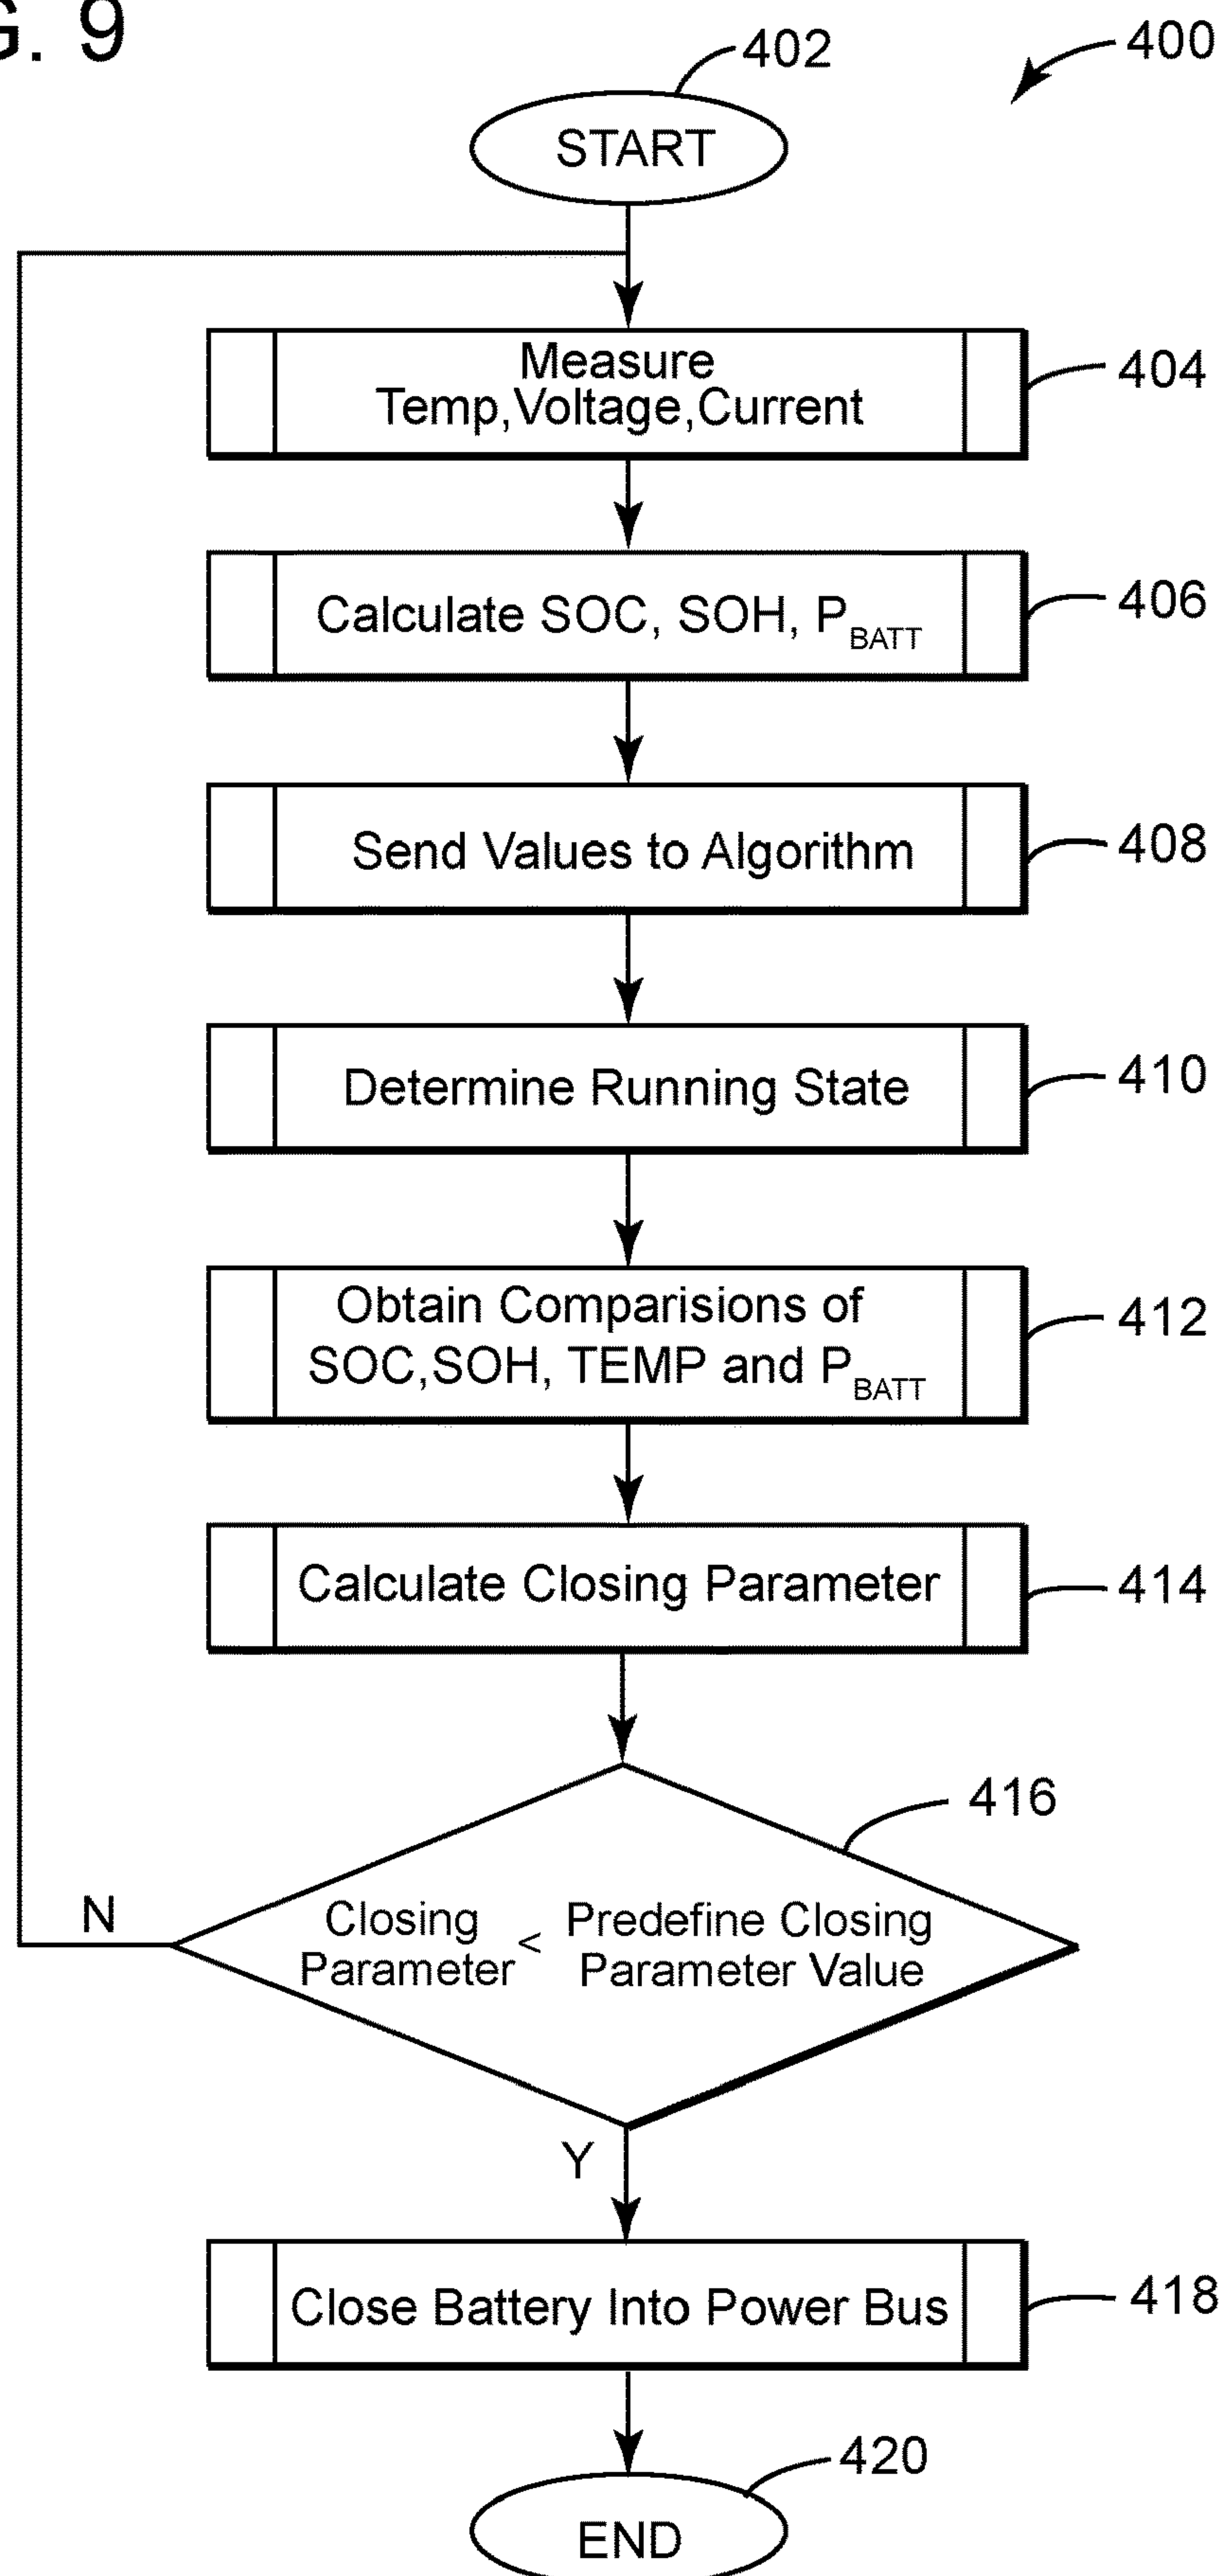 G. 9
400
402
START
Measure
Temp,Voltage,Current
404
Calculate SOC, SOH, PBATT
406
Send Values to Algorithm
408
Determine Running State
410
Obtain Comparisions of
SOC,SOH, TEMP and PBATT
412
Calculate Closing Parameter
414
416
Closing
Parameter
<
Predefine Closing
Parameter Value
N
Y
Close Battery Into Power Bus
418
420
END